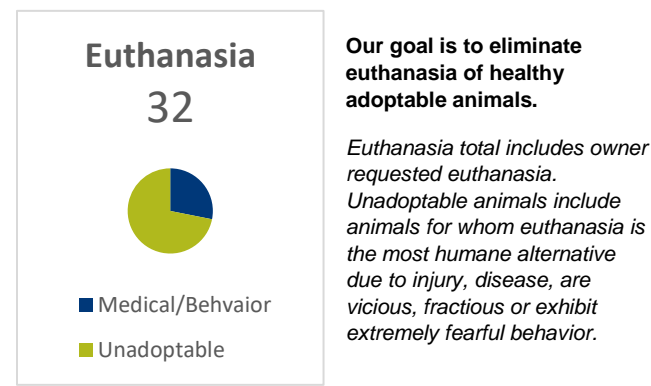 Euthanasia
32
Medical/Behvaior
Unadoptable
Our goal is to eliminate
euthanasia of healthy
adoptable animals.
Euthanasia total includes owner
requested euthanasia.
Unadoptable animals include
animals for whom euthanasia is
the most humane alternative
due to injury, disease, are
vicious, fractious or exhibit
extremely fearful behavior.